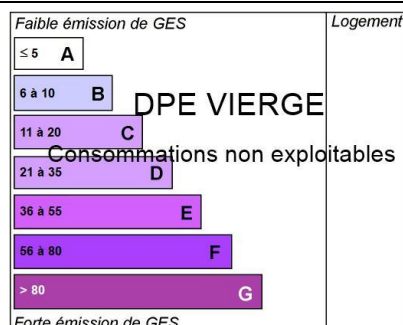 Faible émission de GES
Logement
≤ 5 A
6 à 10 B
DPE VIERGE
11 à 20 C
Consommations non exploitables
21 à 35 D
36 à 55 E
56 à 80 F
> 80 G
Forte émission de GES